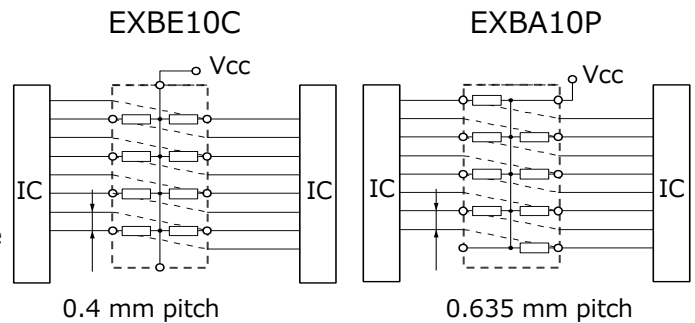 EXBE10C
EXBA10P
Vcc
Vcc
IC
IC
IC
IC
0.4 mm pitch
0.635 mm pitch